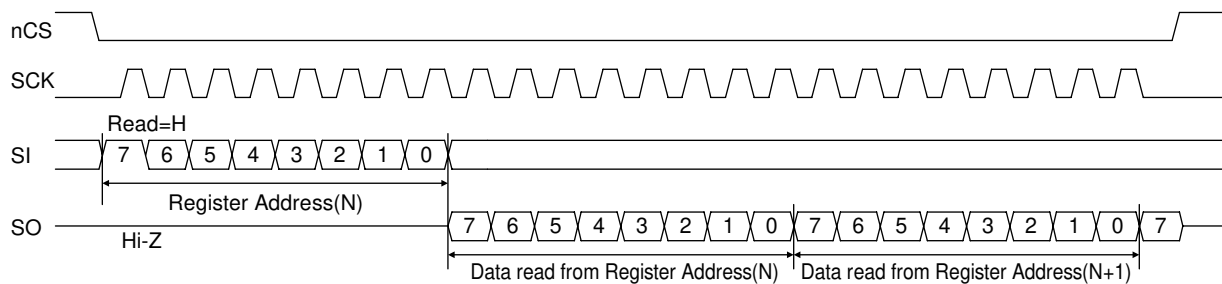 nCS
SCK
Read=H
SI 7 6 5 4 3 2 1 0
Register Address(N)
SO 7 6 5 4 3 2 1 0 7 6 5 4 3 2 1 0 7
Hi-Z
Data read from Register Address(N) Data read from Register Address(N+1)